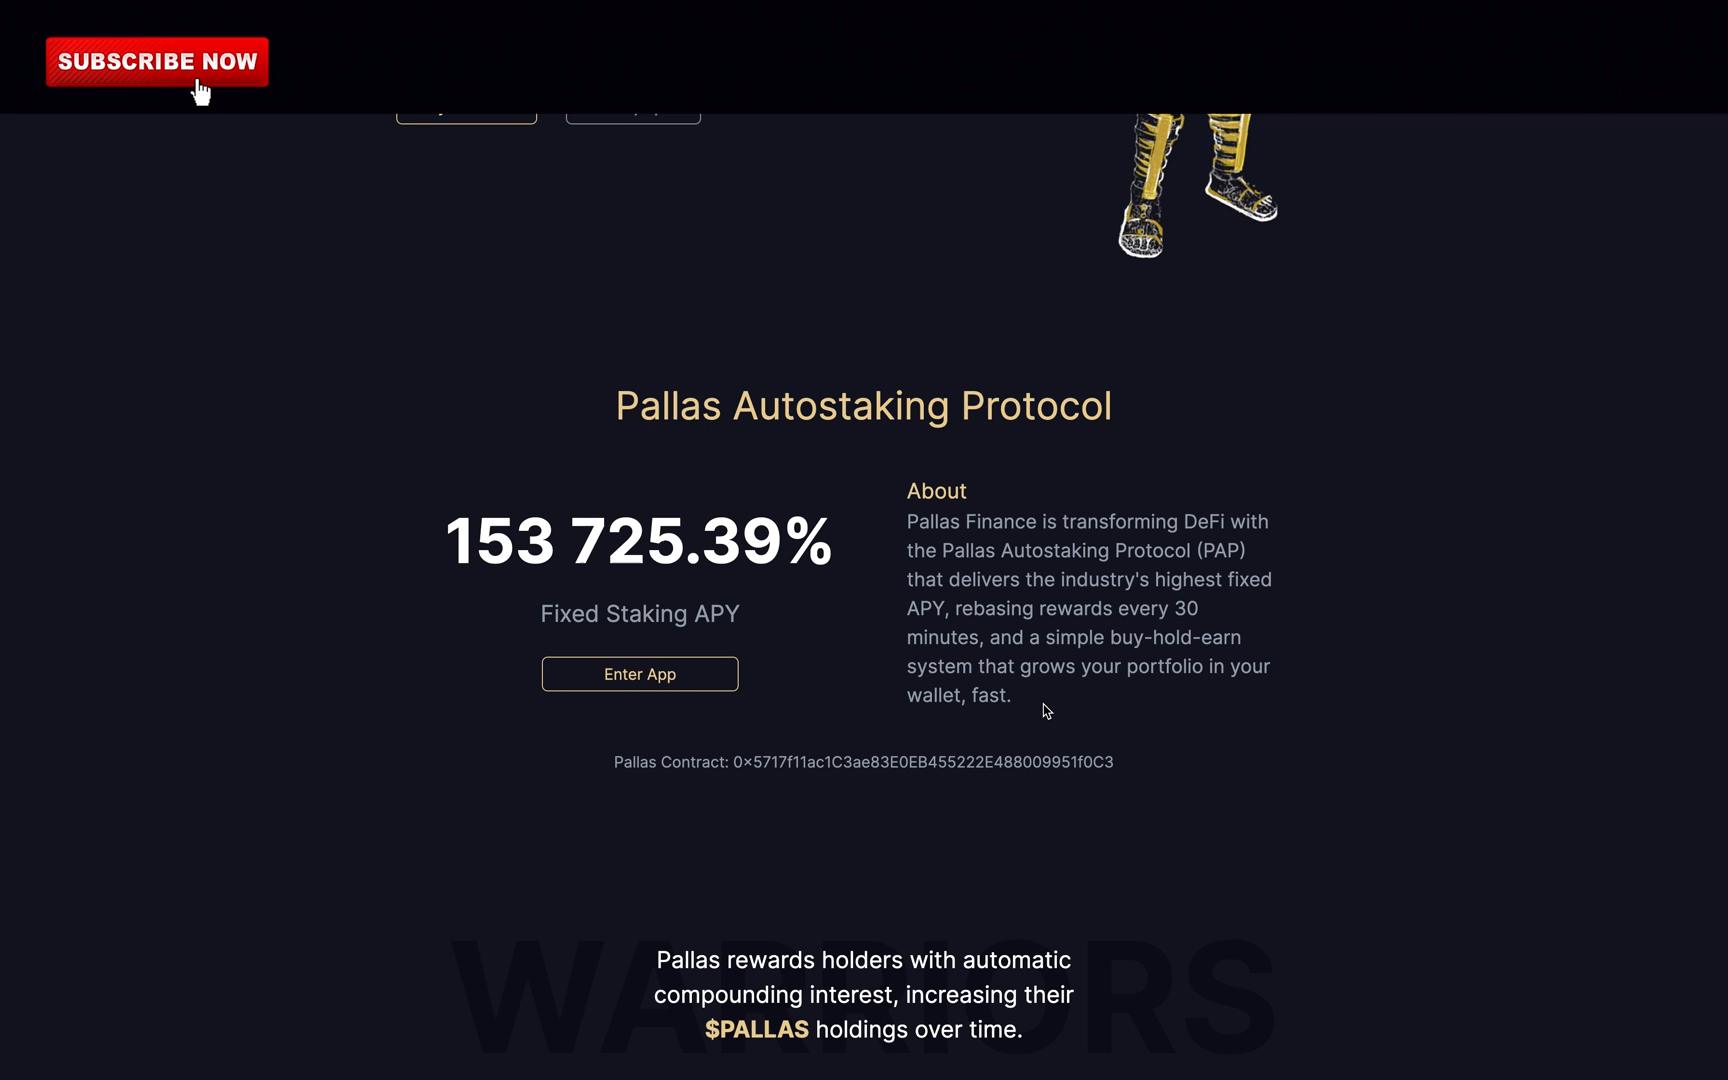 SUBSCRIBE NOW
Pallas Autostaking Protocol
153 725.39%
Fixed Staking APY
Enter App
About
Pallas Finance is transforming DeFi with
the Pallas Autostaking Protocol (PAP)
that delivers the industry's highest fixed
APY, rebasing rewards every 30
minutes, and a simple buy-hold-earn
system that grows your portfolio in your
wallet, fast.
Pallas Contract: 0×5717f11ac1C3ae83E0EB455222E488009951f0C3
WARRIORS
Pallas rewards holders with automatic
compounding interest, increasing their
$PALLAS holdings over time.